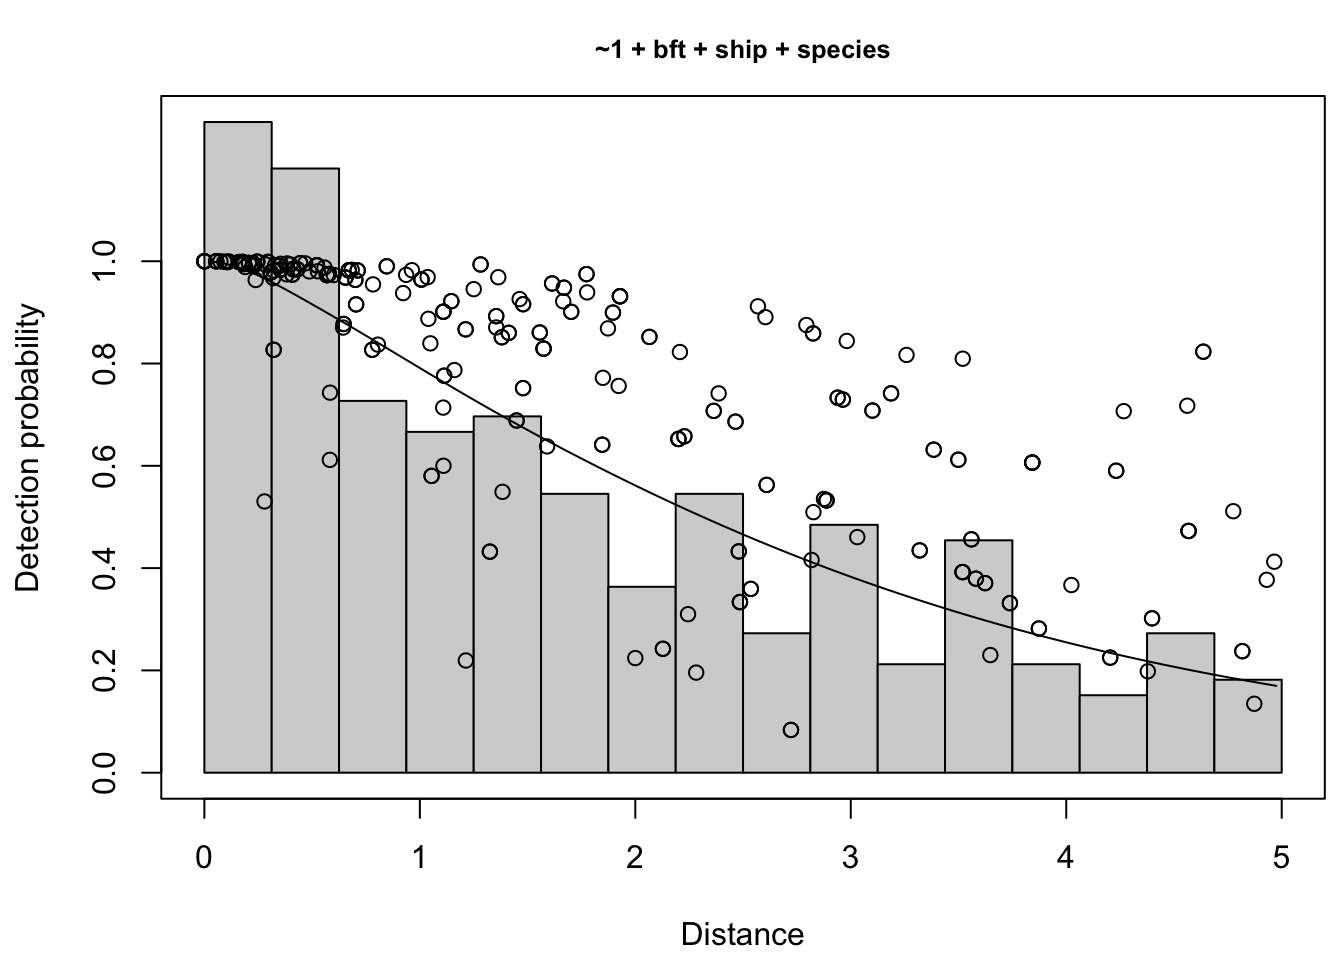 ~1 + bft + ship + species
Detection probability
1.0
0.8
0.6
0.4
0.2
0.0
0 1 2 3 4 5
Distance